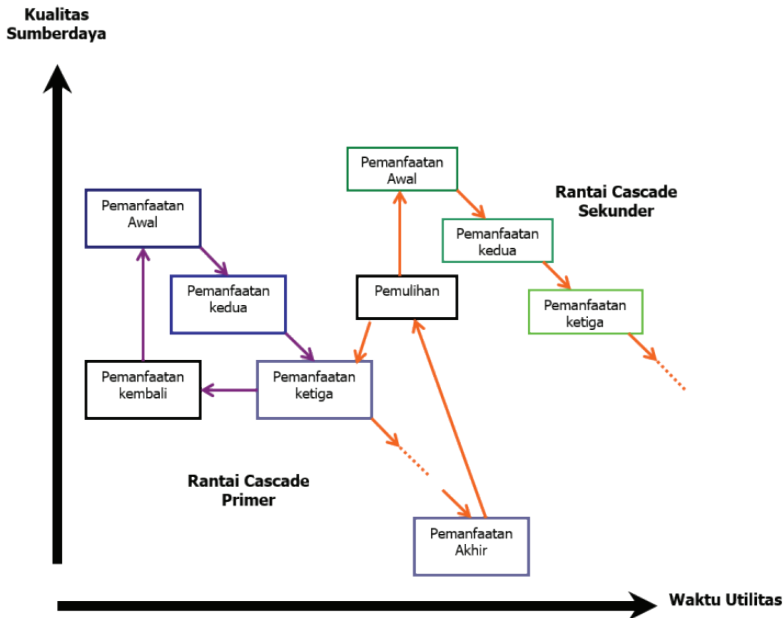 Kualitas
Sumberdaya
Pemanfaatan
Awal
Rantai Cascade
Sekunder
Pemanfaatan
Awal
Pemanfaatan
kedua
Pemanfaatan
kedua
Pemulihan
Pemanfaatan
ketiga
Pemanfaatan
kembali
Pemanfaatan
ketiga
Rantai Cascade
Primer
Pemanfaatan
Akhir
Waktu Utilitas